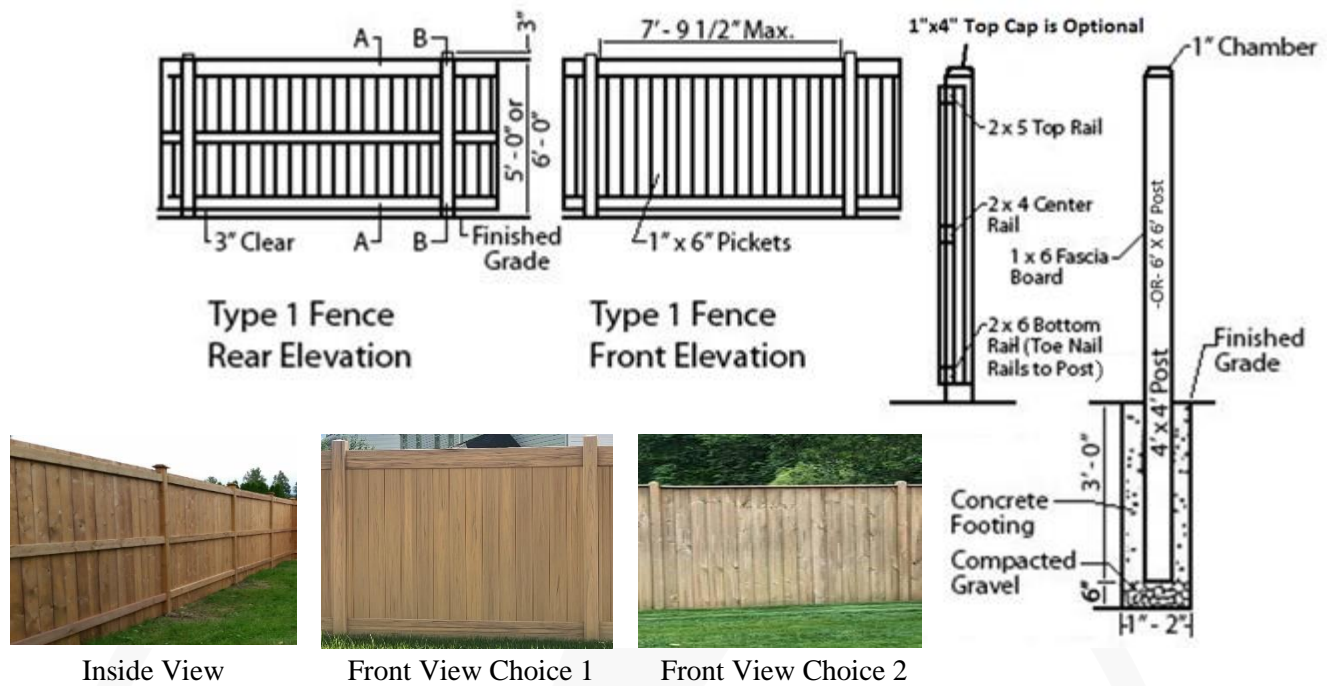 A
B
3"
5'-0" or
6'-0"
3" Clear
A
B
Finished
Grade
Type 1 Fence
Rear Elevation
7'-9 1/2" Max.
1" x 6" Pickets
Type 1 Fence
Front Elevation
1"x4" Top Cap is Optional
2 x 5 Top Rail
2 x 4 Center
Rail
2 x 6 Bottom
Rail (Toe Nail
Rails to Post)
1" Chamber
1 x 6 Fascia
Board
4' x 4' Post
-OR- 6' X 6' Post
Finished
Grade
3'-0"
Concrete
Footing
Compacted
Gravel
6"
1"-2"
Inside View
Front View Choice 1
Front View Choice 2